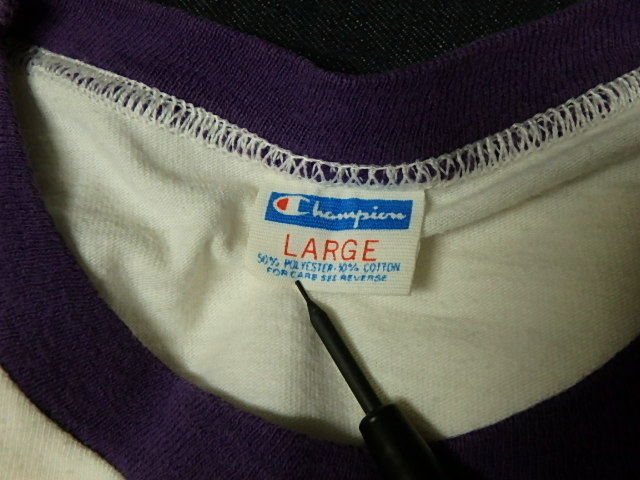 Champion
LARGE
50% POLYESTER-50% COTTON
FOR CARE SEE REVERSE